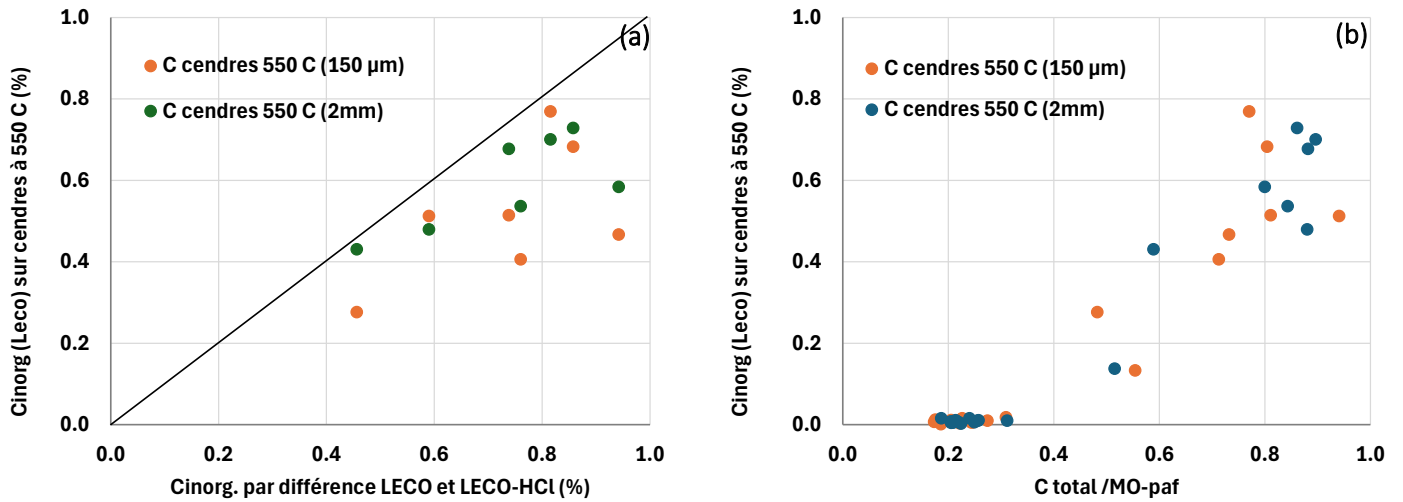 Cinorg (Leco) sur cendres à 550 C (%)
1.0
0.8
0.6
0.4
0.2
0.0
C cendres 550 C (150 µm)
C cendres 550 C (2mm)
(a)
0.0 0.2 0.4 0.6 0.8 1.0
Cinorg. par différence LECO et LECO-HCl (%)
Cinorg (Leco) sur cendres à 550 C (%)
1.0
0.8
0.6
0.4
0.2
0.0
C cendres 550 C (150 µm)
C cendres 550 C (2mm)
(b)
0.0 0.2 0.4 0.6 0.8 1.0
C total /MO-paf